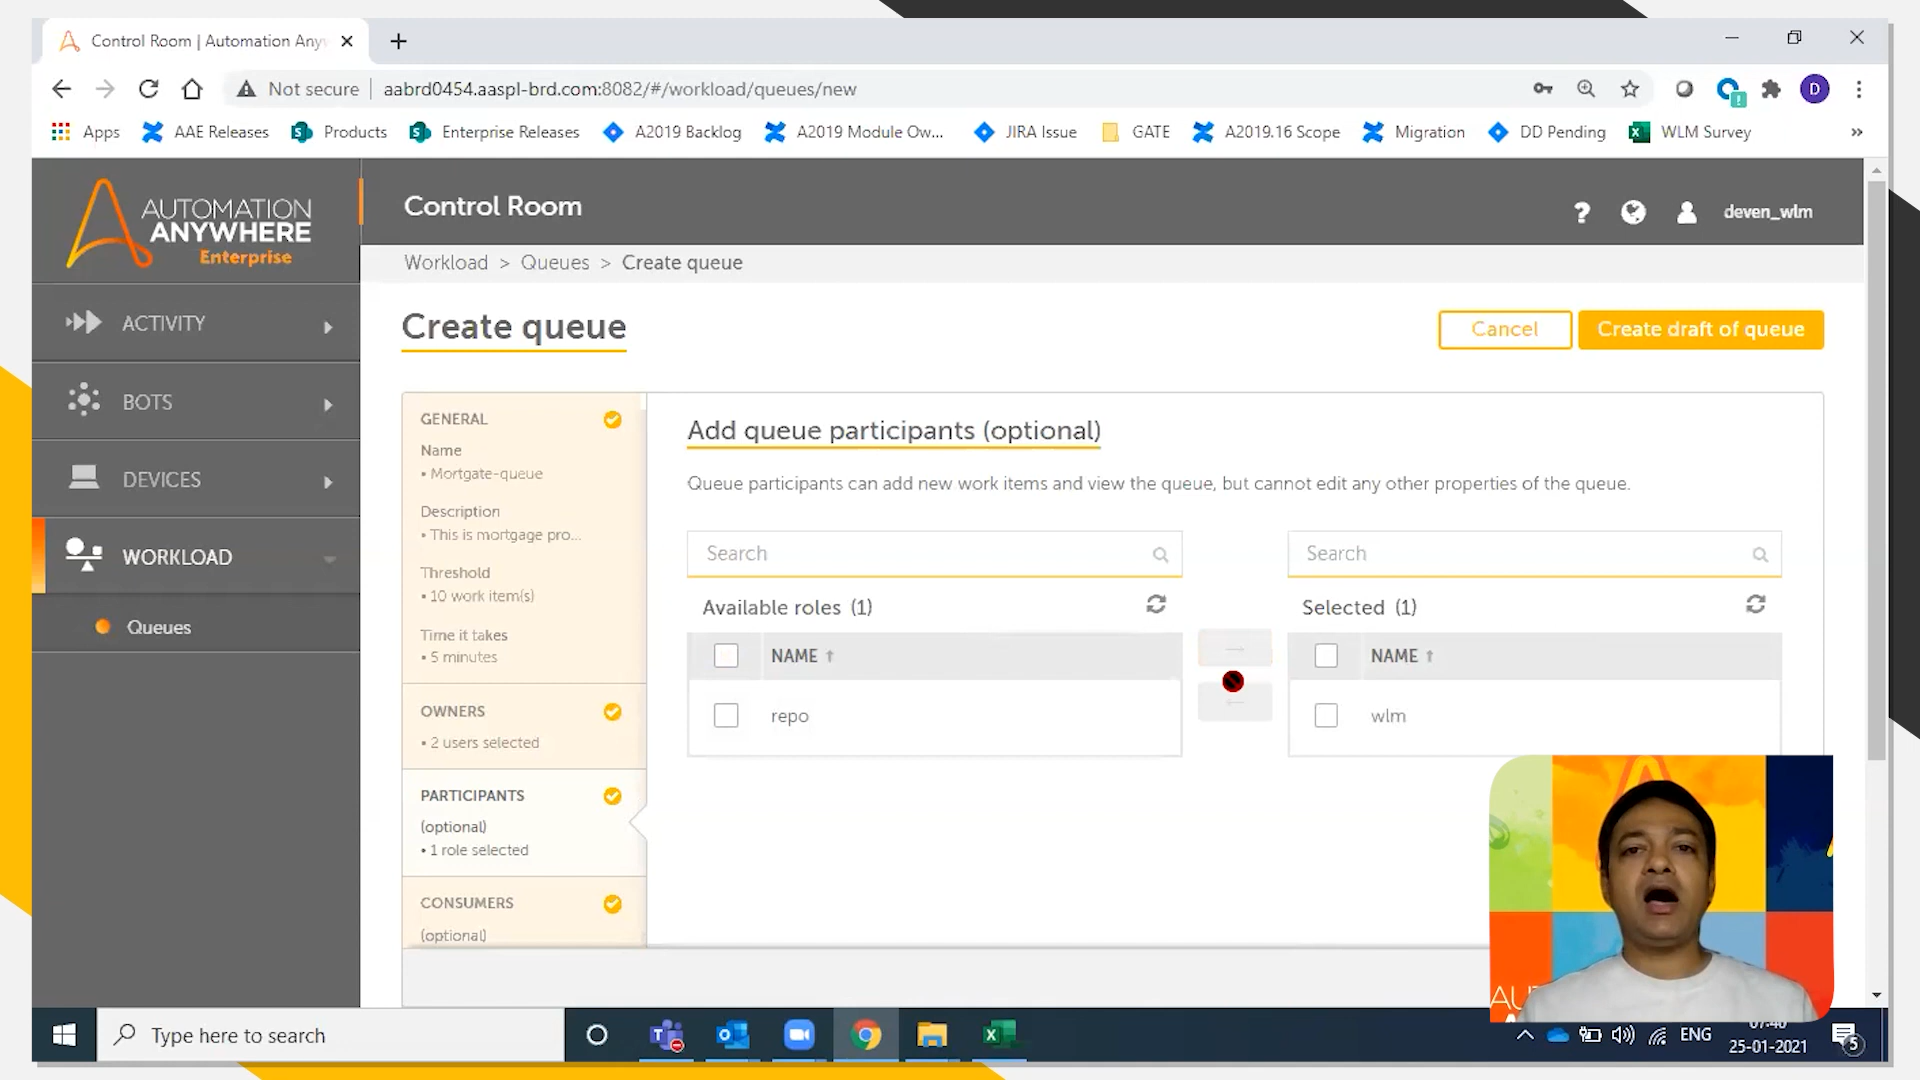 Control Room | Automation Any
Not secure
aabrd0454.aaspl-brd.com:8082/#/workload/queues/new
D
Apps
AAE Releases
Products
Enterprise Releases
A2019 Backlog
A2019 Module Ow...
JIRA Issue
GATE
A2019.16 Scope
Migration
DD Pending
WLM Survey
»
AUTOMATION
ANYWHERE
Enterprise
Control Room
?
deven_wlm
Workload > Queues > Create queue
ACTIVITY
BOTS
DEVICES
WORKLOAD
Queues
Create queue
Cancel
Create draft of queue
GENERAL
Name
• Mortgate-queue
Description
• This is mortgage pro...
Threshold
• 10 work item(s)
Time it takes
• 5 minutes
OWNERS
• 2 users selected
PARTICIPANTS
(optional)
• 1 role selected
CONSUMERS
(optional)
Add queue participants (optional)
Queue participants can add new work items and view the queue, but cannot edit any other properties of the queue.
Search
Available roles (1)
NAME
repo
Search
Selected (1)
NAME
wlm
AU
Type here to search
ENG
25-01-2021
5